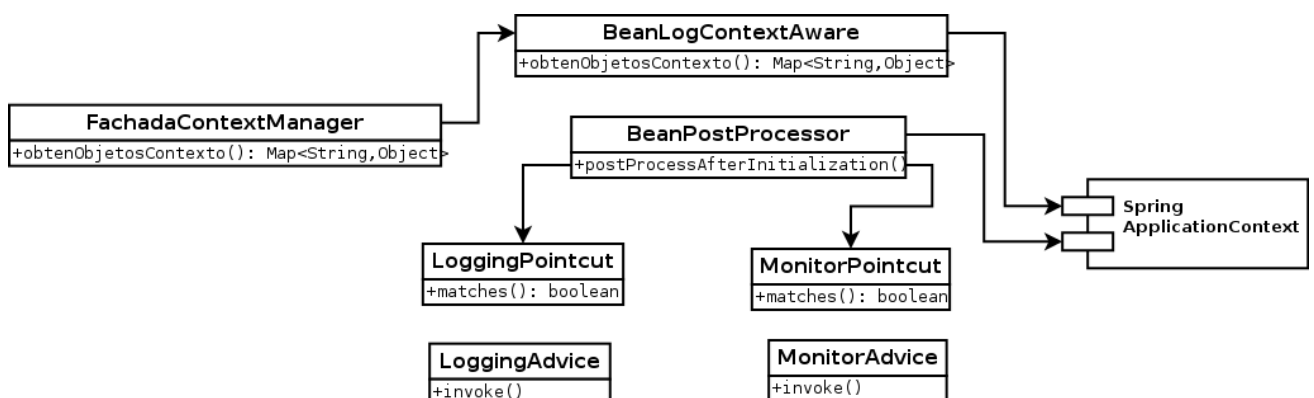 BeanLogContextAware
+obtenObjetosContexto(): Map<String,Object>
FachadaContextManager
+obtenObjetosContexto(): Map<String,Object>
BeanPostProcessor
+postProcessAfterInitialization()
Spring
ApplicationContext
LoggingPointcut
+matches(): boolean
MonitorPointcut
+matches(): boolean
LoggingAdvice
+invoke()
MonitorAdvice
+invoke()